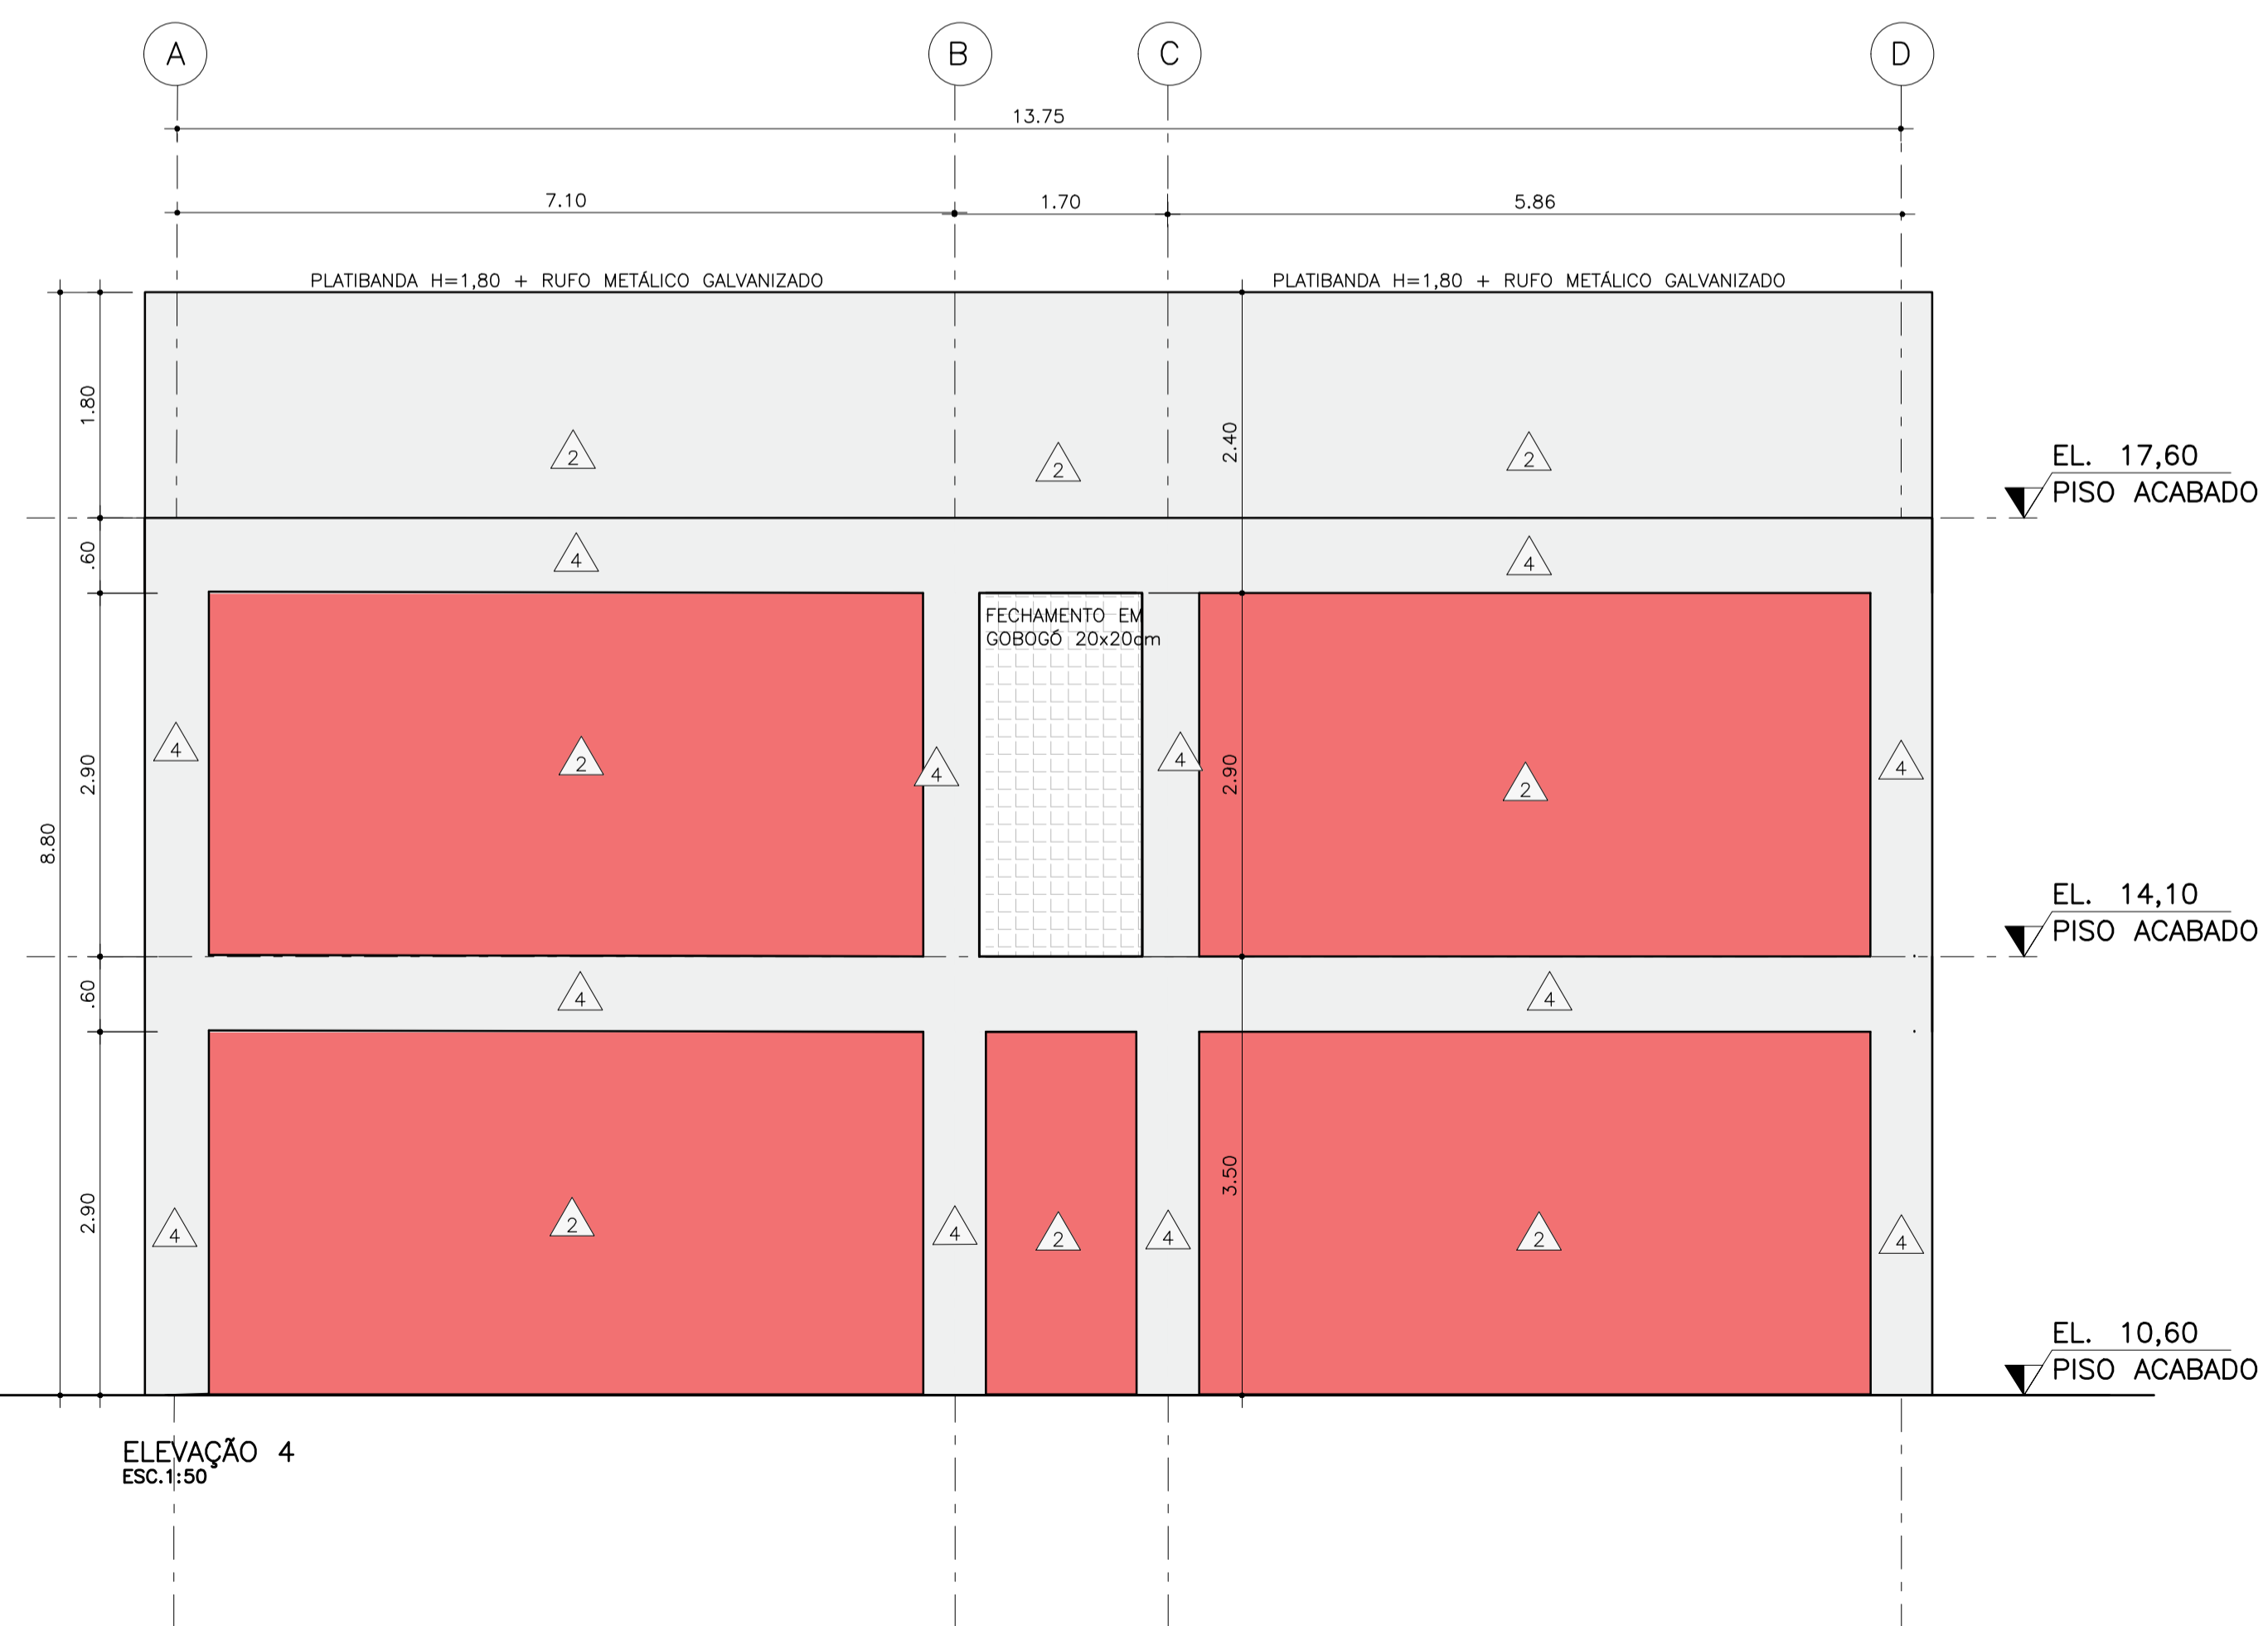 A B C D
13.75
7.10 1.70 5.86
PLATIBANDA H=1,80 + RUFO METÁLICO GALVANIZADO PLATIBANDA H=1,80 + RUFO METÁLICO GALVANIZADO
1.80
2.40
2 2 2
EL. 17,60
PISO ACABADO
.60
4 4
FECHAMENTO EM
GOBOGÓ 20x20cm
4 2 4 4 2.90 2 4
2.90
8.80
EL. 14,10
PISO ACABADO
.60
4 4
3.50
2.90
4 2 4 2 4 2 4
EL. 10,60
PISO ACABADO
ELEVAÇÃO 4
ESC.1:50